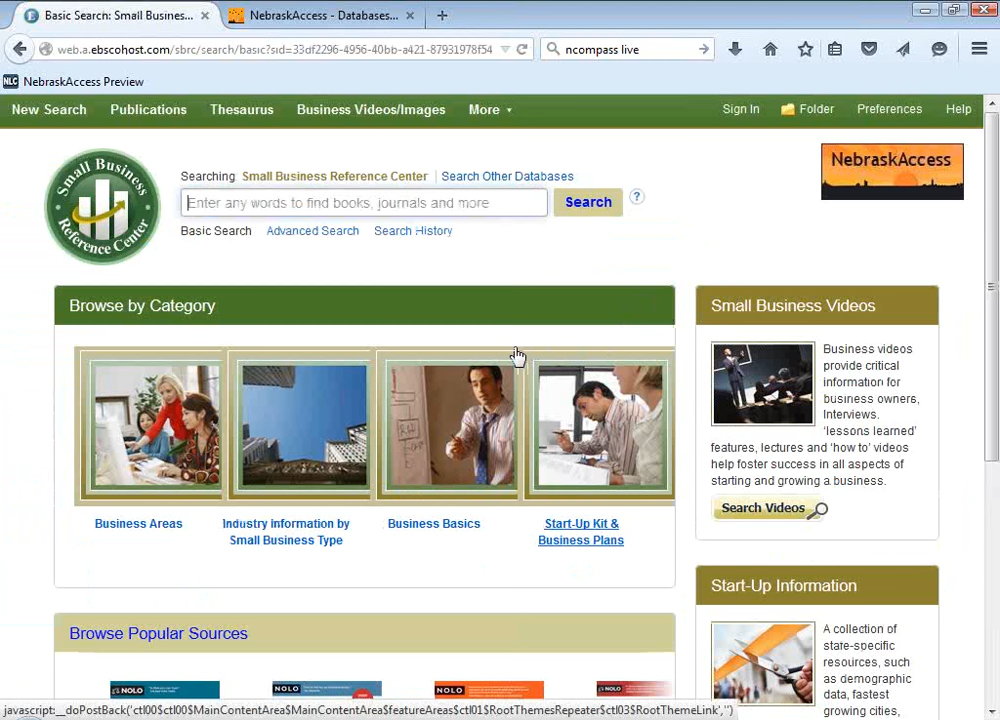 Basic Search: Small Busines...
NebraskAccess - Databases...
web.a.ebscohost.com/sbrc/search/basic?sid=33df2296-4956-40bb-a421-87931978f54
ncompass live
NLC NebraskAccess Preview
New Search Publications Thesaurus Business Videos/Images More Sign In Folder Preferences Help
Small Business Reference Center
Searching Small Business Reference Center Search Other Databases
NebraskAccess
Enter any words to find books, journals and more
Search
?
Basic Search Advanced Search Search History
Browse by Category
Business Areas
Industry Information by
Small Business Type
Business Basics
Start-Up Kit &
Business Plans
Small Business Videos
Business videos
provide critical
information for
business owners,
Interviews.
‘lessons learned’
features, lectures and ‘how to’ videos
help foster success in all aspects of
starting and growing a business.
Search Videos
Browse Popular Sources
NOLO
NOLO
NOLO
NOLO
Start-Up Information
A collection of
state-specific
resources, such
as demographic
data, fastest
growing cities,
javascript:__doPostBack('ctl00$ctl00$MainContentArea$MainContentArea$featureAreas$ctl01$RootThemesRepeater$ctl03$RootThemeLink','')